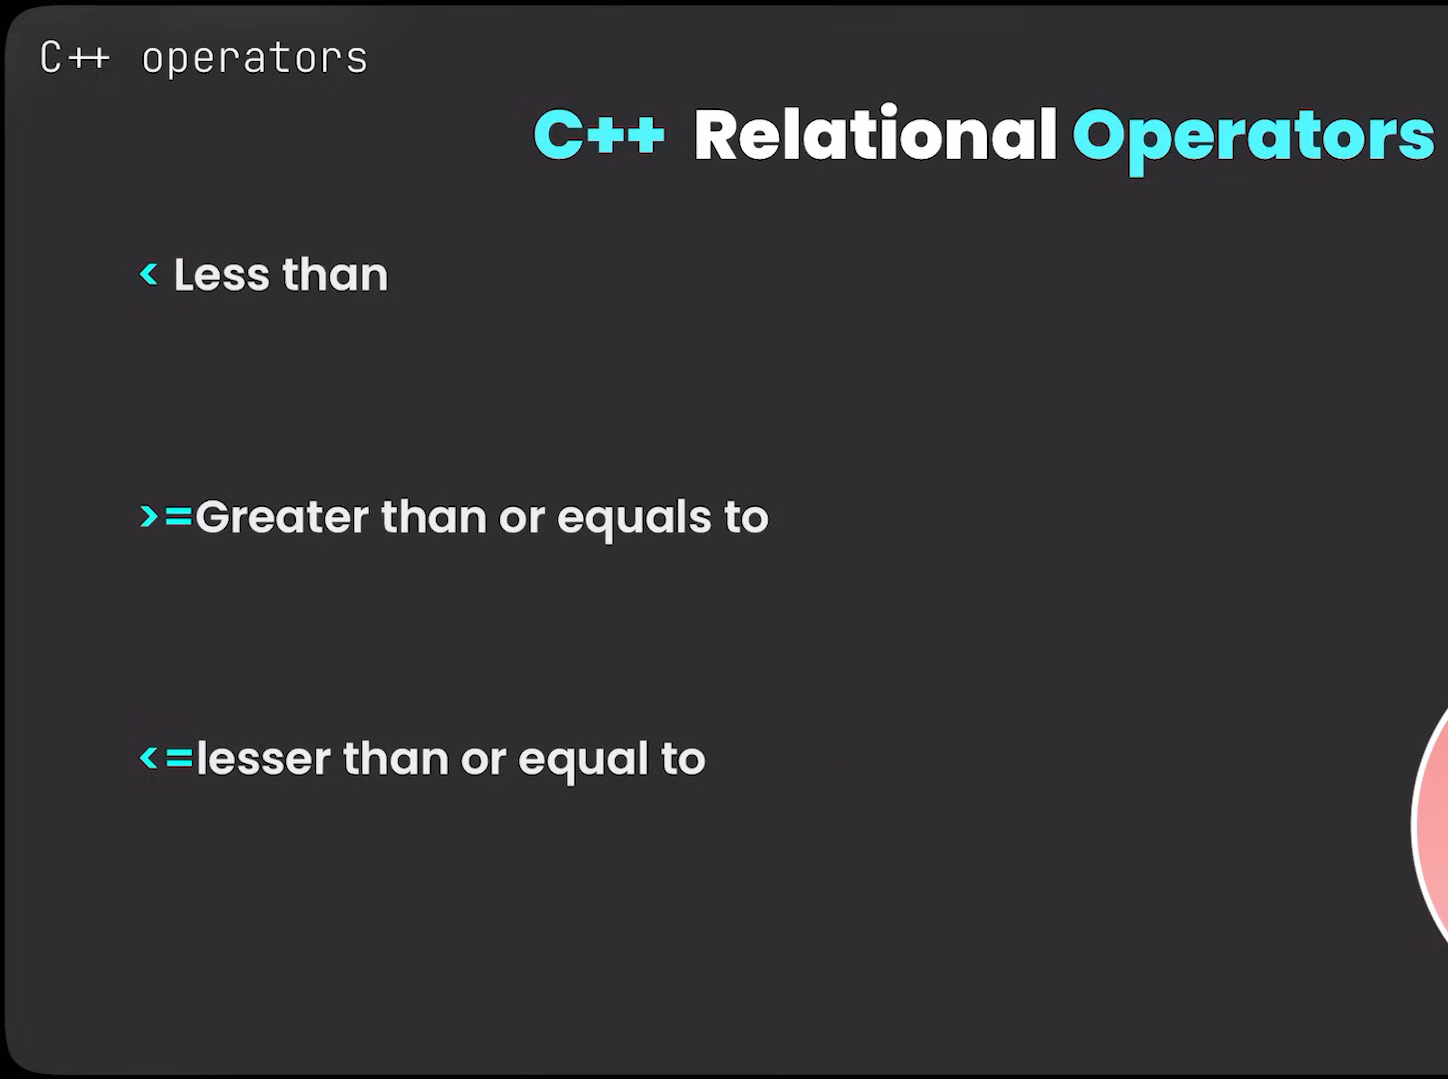 C++ operators
C++ Relational Operators
< Less than
>=Greater than or equals to
<=lesser than or equal to